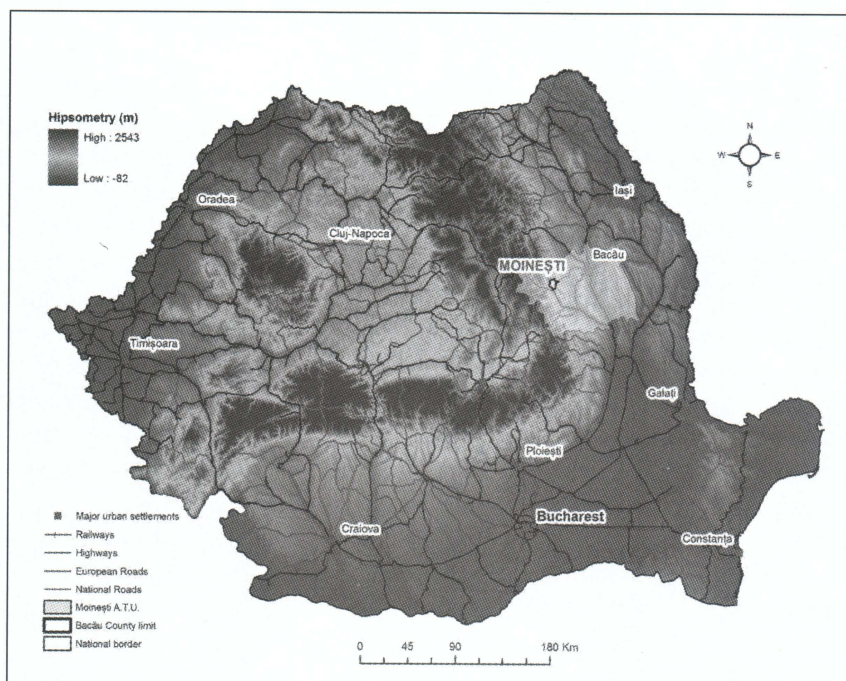 Hipsometry (m)
High : 2543
Low : -82
N
W E
S
Oradea
Cluj-Napoca
Iași
Bacău
MOINEȘTI
Timișoara
Galați
Ploiești
Craiova
Bucharest
Constanța
Major urban settlements
Railways
Highways
European Roads
National Roads
Moinești A.T.U.
Bacău County limit
National border
0 45 90 180 Km